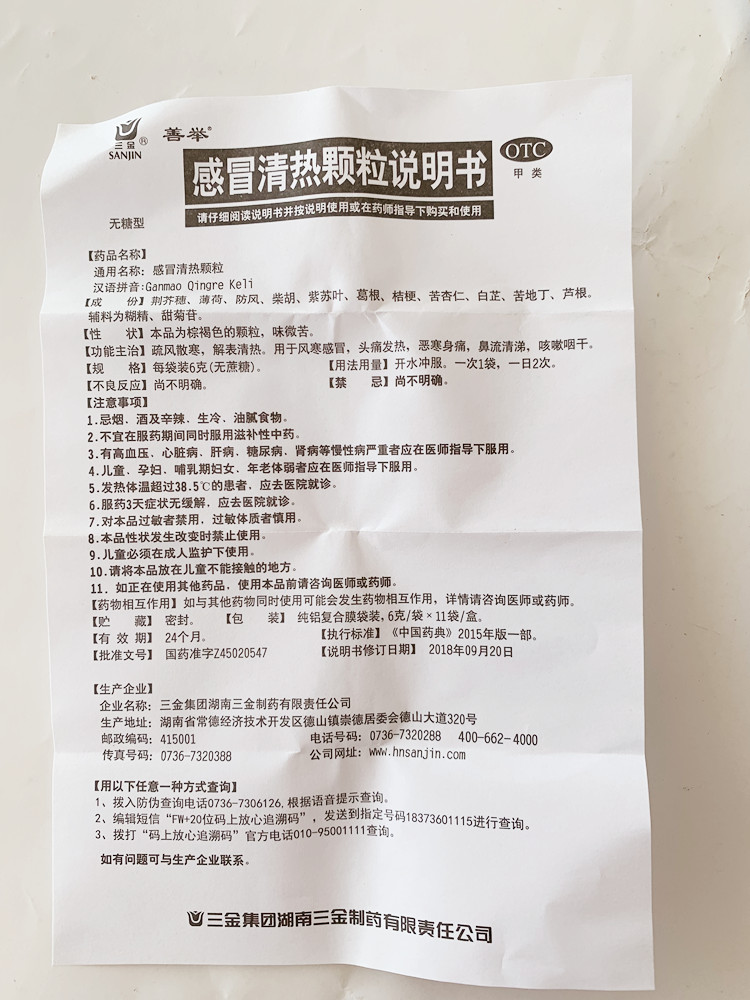 三金®
SANJIN
善举®
感冒清热颗粒说明书
OTC
甲类
请仔细阅读说明书并按说明使用或在药师指导下购买和使用
无糖型
【药品名称】
通用名称：感冒清热颗粒
汉语拼音：Ganmao Qingre Keli
【成 份】荆芥穗、薄荷、防风、柴胡、紫苏叶、葛根、桔梗、苦杏仁、白芷、苦地丁、芦根。
辅料为糊精、甜菊苷。
【性 状】本品为棕褐色的颗粒，味微苦。
【功能主治】疏风散寒，解表清热。用于风寒感冒，头痛发热，恶寒身痛，鼻流清涕，咳嗽咽干。
【规 格】每袋装6克(无蔗糖)。 【用法用量】开水冲服。一次1袋，一日2次。
【不良反应】尚不明确。 【禁 忌】尚不明确。
【注意事项】
1.忌烟、酒及辛辣、生冷、油腻食物。
2.不宜在服药期间同时服用滋补性中药。
3.有高血压、心脏病、肝病、糖尿病、肾病等慢性病严重者应在医师指导下服用。
4.儿童、孕妇、哺乳期妇女、年老体弱者应在医师指导下服用。
5.发热体温超过38.5℃的患者，应去医院就诊。
6.服药3天症状无缓解，应去医院就诊。
7.对本品过敏者禁用，过敏体质者慎用。
8.本品性状发生改变时禁止使用。
9.儿童必须在成人监护下使用。
10.请将本品放在儿童不能接触的地方。
11．如正在使用其他药品，使用本品前请咨询医师或药师。
【药物相互作用】如与其他药物同时使用可能会发生药物相互作用，详情请咨询医师或药师。
【贮 藏】密封。 【包 装】纯铝复合膜袋装，6克/袋×11袋/盒。
【有 效 期】24个月。 【执行标准】《中国药典》2015年版一部。
【批准文号】国药准字Z45020547 【说明书修订日期】 2018年09月20日
【生产企业】
企业名称：三金集团湖南三金制药有限责任公司
生产地址：湖南省常德经济技术开发区德山镇崇德居委会德山大道320号
邮政编码：415001 电话号码：0736-7320288 400-662-4000
传真号码：0736-7320388 公司网址：www.hnsanjin.com
【用以下任意一种方式查询】
1、拨入防伪查询电话0736-7306126,根据语音提示查询。
2、编辑短信“FW+20位码上放心追溯码”，发送到指定号码18373601115进行查询。
3、拨打“码上放心追溯码”官方电话010-95001111查询。
如有问题可与生产企业联系。
三金集团湖南三金制药有限责任公司